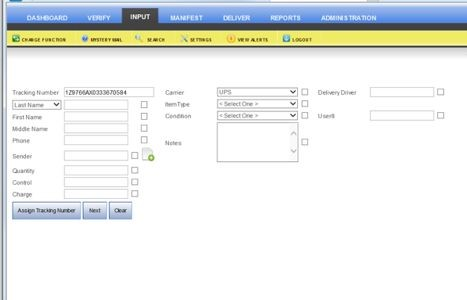 DASHBOARD VERIFY INPUT MANIFEST DELIVER REPORTS ADMINISTRATION
CHANGE FUNCTION MYSTERY MAIL SEARCH SETTINGS VIEW ALERTS LOGOUT
Tracking Number 1Z9766AX0333670584 Carrier UPS Delivery Driver
Last Name ItemType < Select One >
First Name Condition < Select One > UserII
Middle Name
Phone Notes
Sender
Quantity
Control
Charge
Assign Tracking Number Next Clear